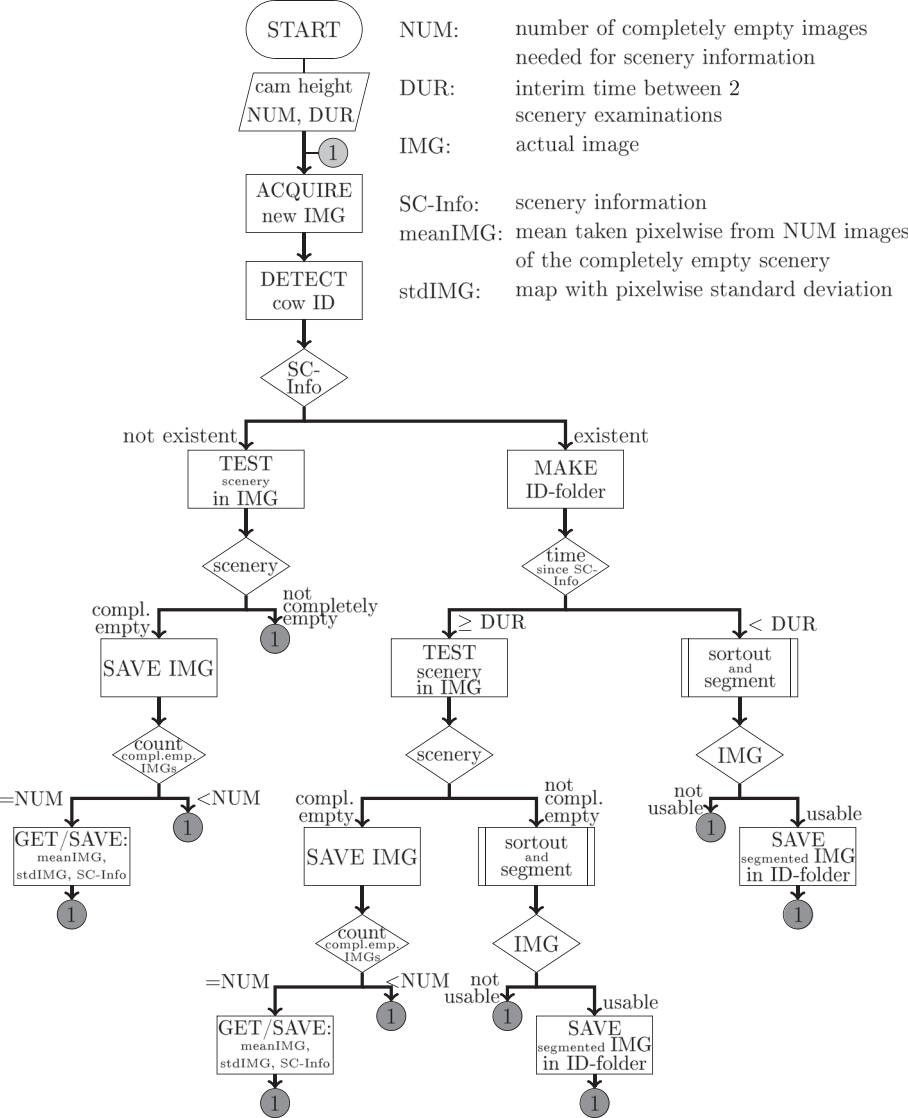 START
cam height
NUM, DUR
1
ACQUIRE
new IMG
DETECT
cow ID
SC-
Info
NUM: number of completely empty images
needed for scenery information
DUR: interim time between 2
scenery examinations
IMG: actual image
SC-Info: scenery information
meanIMG: mean taken pixelwise from NUM images
of the completely empty scenery
stdIMG: map with pixelwise standard deviation
not existent
existent
TEST
scenery
in IMG
MAKE
ID-folder
scenery
time
since SC-
Info
compl.
empty
not
completely
empty
1
≥ DUR
< DUR
SAVE IMG
TEST
scenery
in IMG
sortout
and
segment
count
compl.emp.
IMGs
scenery
IMG
=NUM
<NUM
1
compl.
empty
not
compl.
empty
not
usable
1
usable
GET/SAVE:
meanIMG,
stdIMG, SC-Info
1
SAVE IMG
sortout
and
segment
SAVE
segmented IMG
in ID-folder
1
count
compl.emp.
IMGs
IMG
=NUM
<NUM
1
not
usable
1
usable
GET/SAVE:
meanIMG,
stdIMG, SC-Info
1
SAVE
segmented IMG
in ID-folder
1